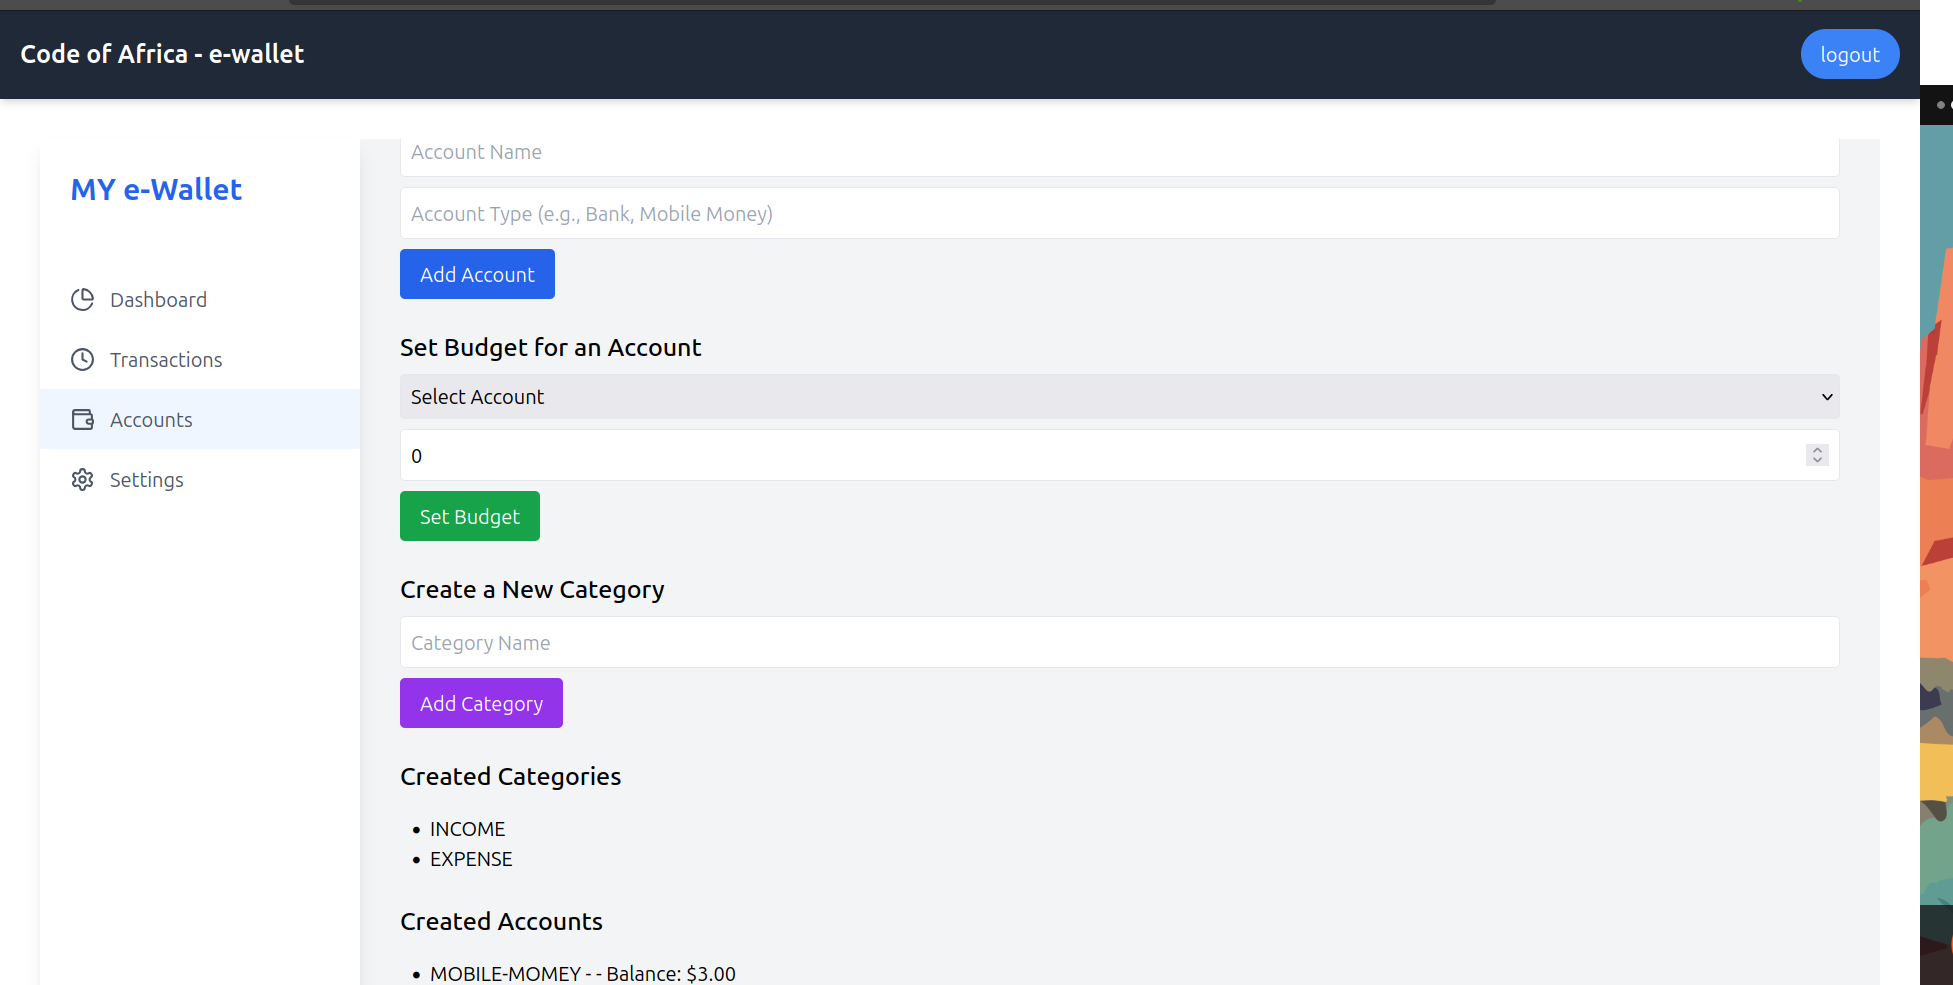 Code of Africa - e-wallet
logout
MY e-Wallet
Dashboard
Transactions
Accounts
Settings
Account Name
Account Type (e.g., Bank, Mobile Money)
Add Account
Set Budget for an Account
Select Account
0
Set Budget
Create a New Category
Category Name
Add Category
Created Categories
• INCOME
• EXPENSE
Created Accounts
• MOBILE-MOMEY - - Balance: $3.00